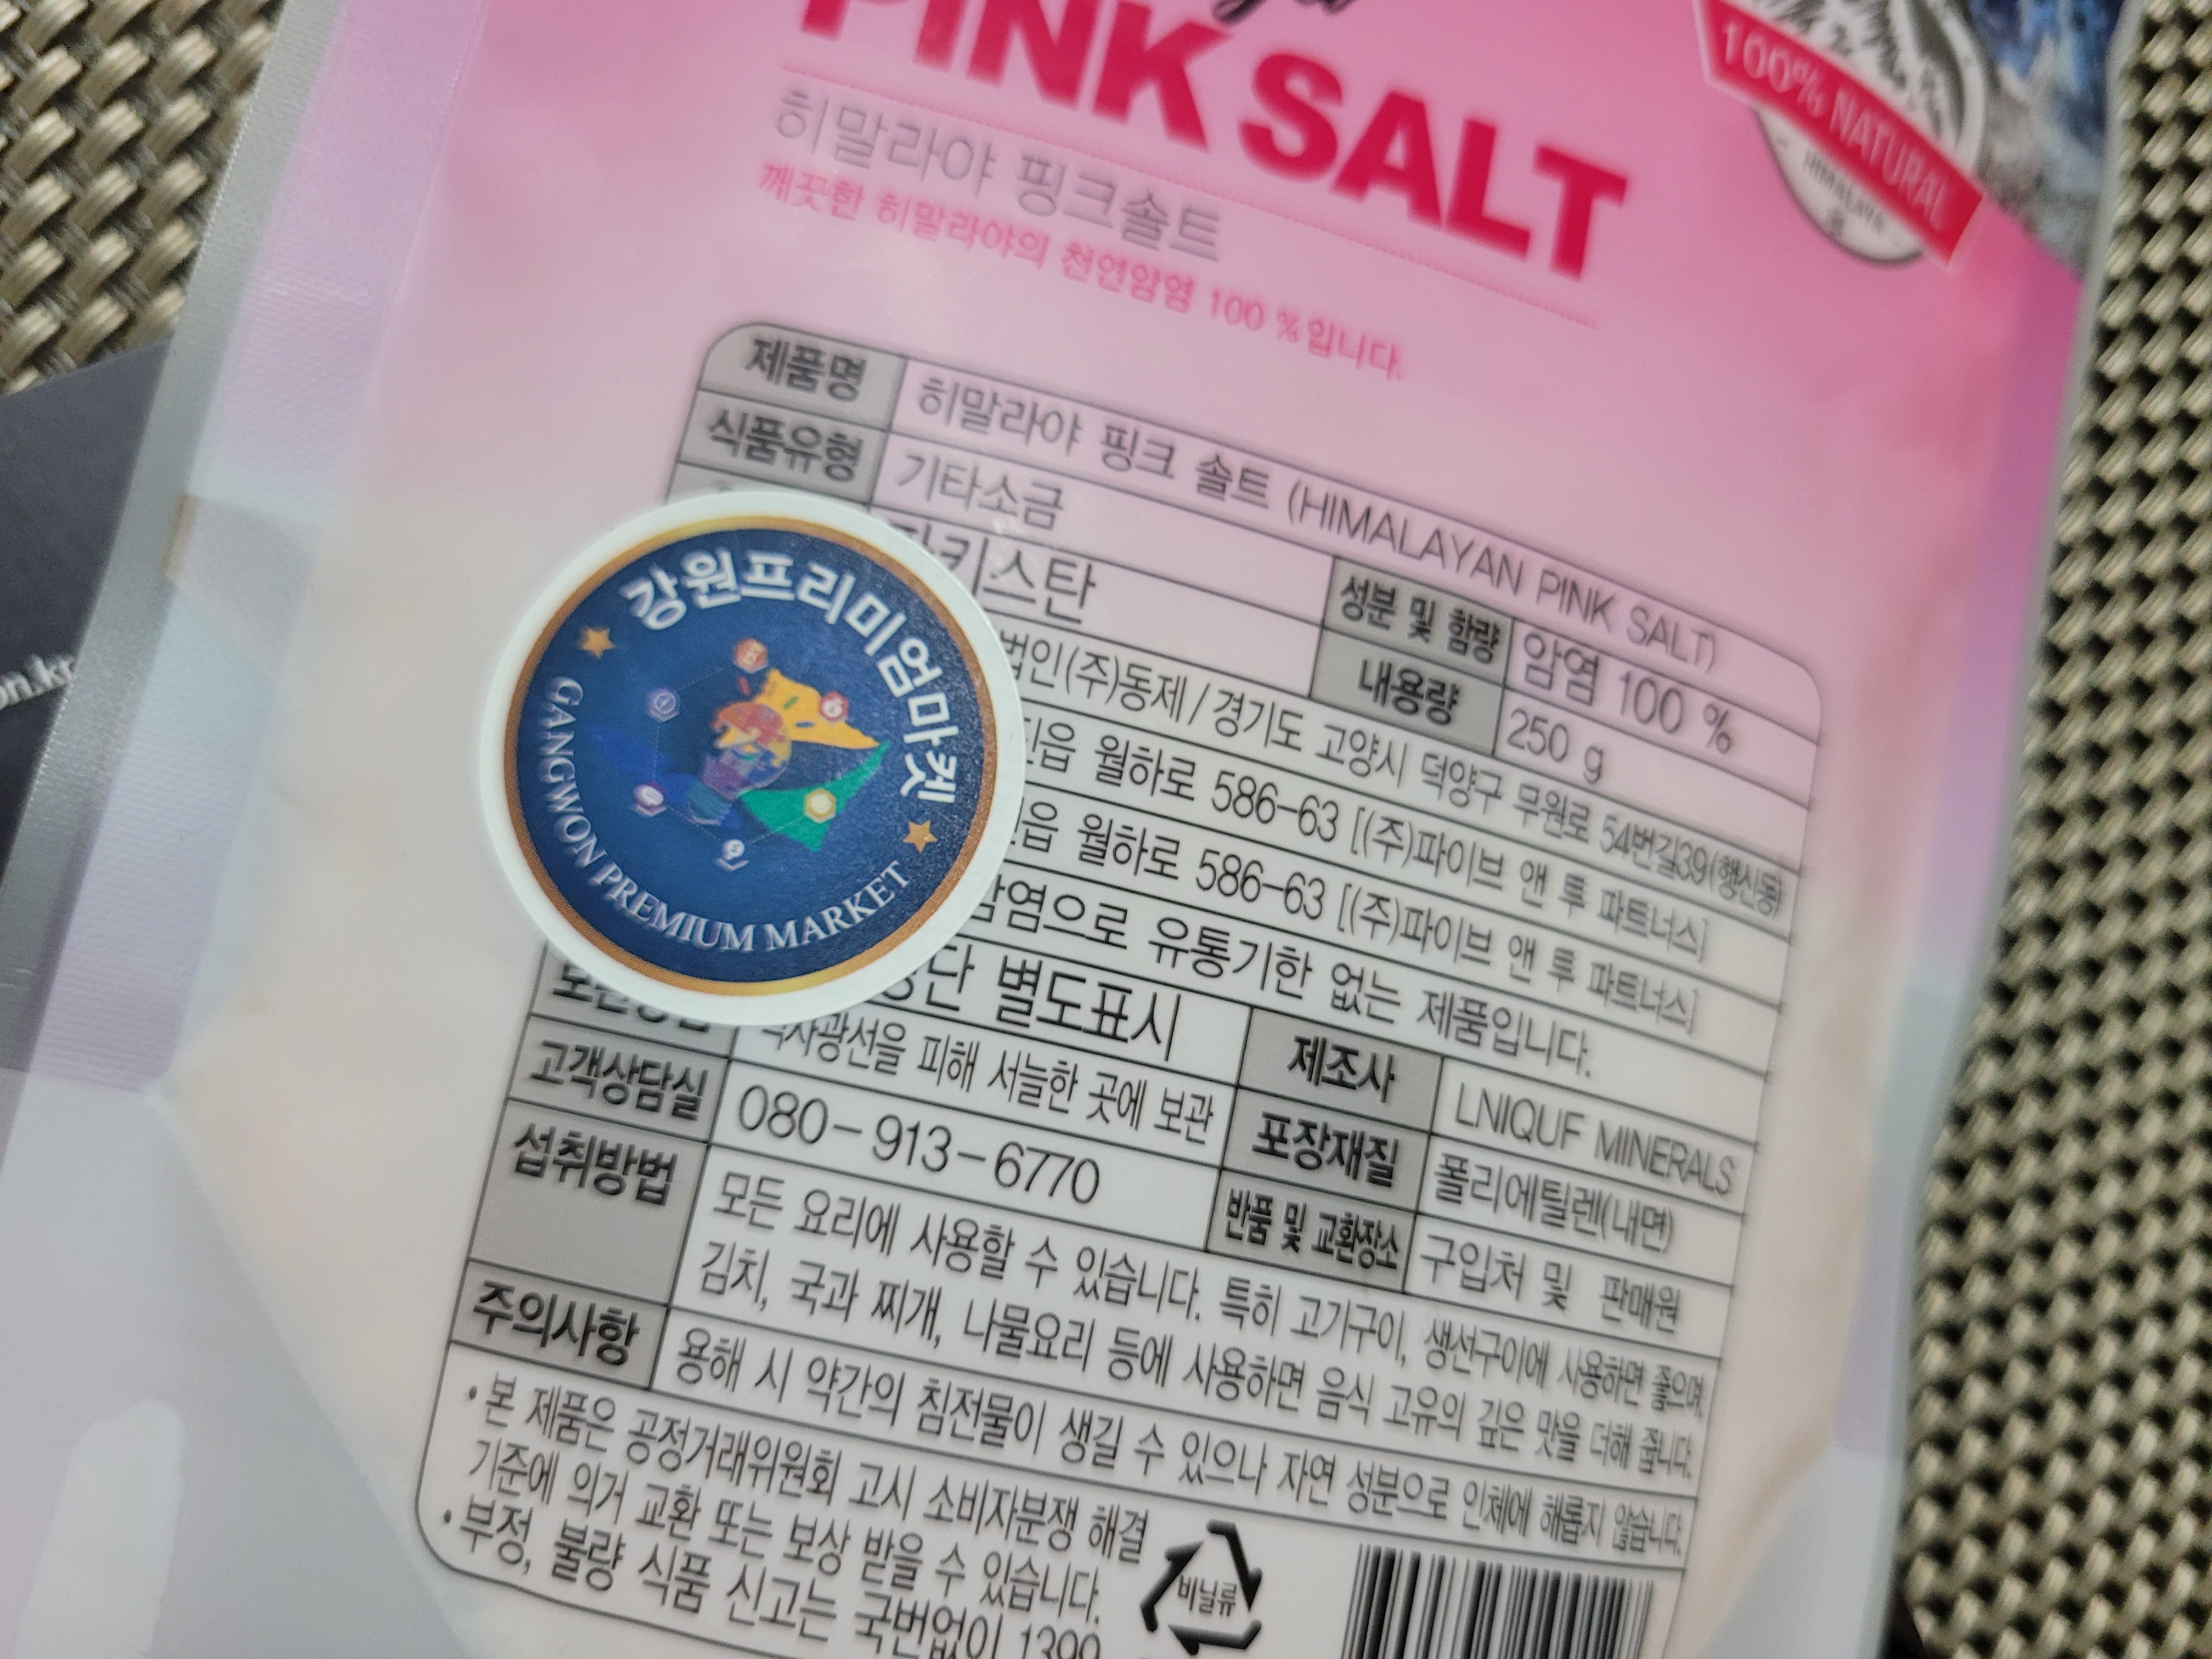 PINK SALT
100% NATURAL
HIMALAYA
히말라야 핑크솔트
깨끗한 히말라야의 천연암염 100 %입니다.
제품명 히말라야 핑크 솔트 (HIMALAYAN PINK SALT)
식품유형 기타소금 성분 및 함량 암염 100 %
키스탄 내용량 250 g
법인(주)동제 / 경기도 고양시 덕양구 무원로 54번길39(행신동)
읍 월하로 586-63 [(주)파이브 앤 투 파트너스]
읍 월하로 586-63 [(주)파이브 앤 투 파트너스]
암염으로 유통기한 없는 제품입니다.
단 별도표시 제조사 LNIQUF MINERALS
직사광선을 피해 서늘한 곳에 보관 포장재질 폴리에틸렌(내면)
고객상담실 080-913-6770 반품 및 교환장소 구입처 및 판매원
섭취방법 모든 요리에 사용할 수 있습니다. 특히 고기구이, 생선구이에 사용하면 좋으며,
김치, 국과 찌개, 나물요리 등에 사용하면 음식 고유의 깊은 맛을 더해 줍니다.
주의사항 용해 시 약간의 침전물이 생길 수 있으나 자연 성분으로 인체에 해롭지 않습니다.
•본 제품은 공정거래위원회 고시 소비자분쟁 해결
기준에 의거 교환 또는 보상 받을 수 있습니다.
•부정, 불량 식품 신고는 국번없이 1399
비닐류
강원프리미엄마켓
GANGWON PREMIUM MARKET